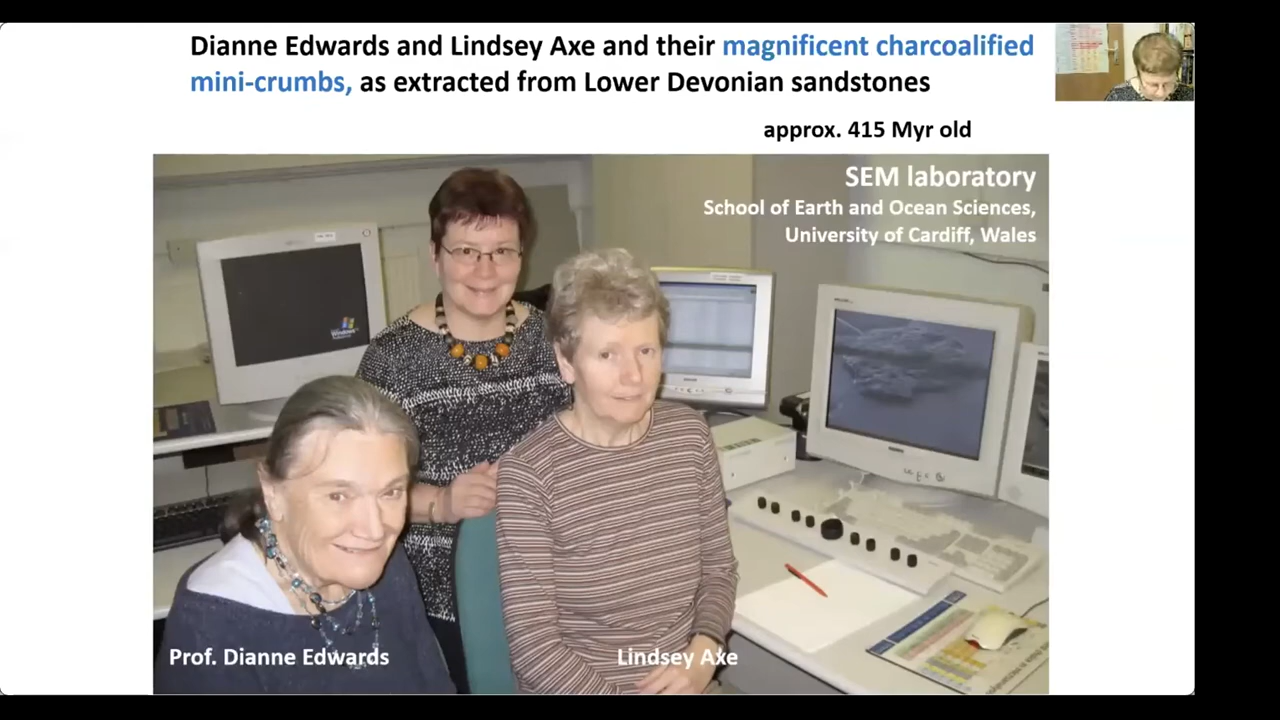 Dianne Edwards and Lindsey Axe and their magnificent charcoalified
mini-crumbs, as extracted from Lower Devonian sandstones
approx. 415 Myr old
SEM laboratory
School of Earth and Ocean Sciences,
University of Cardiff, Wales
Windows
Prof. Dianne Edwards
Lindsey Axe